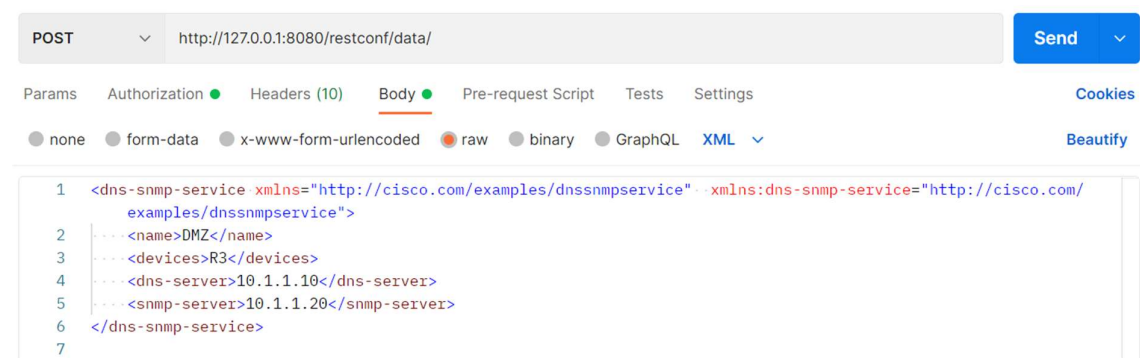 POST http://127.0.0.1:8080/restconf/data/ Send
Params Authorization Headers (10) Body Pre-request Script Tests Settings Cookies
none form-data x-www-form-urlencoded raw binary GraphQL XML Beautify
1 <dns-snmp-service xmlns="http://cisco.com/examples/dnssnmpservice" xmlns:dns-snmp-service="http://cisco.com/
examples/dnssnmpservice">
2 <name>DMZ</name>
3 <devices>R3</devices>
4 <dns-server>10.1.1.10</dns-server>
5 <snmp-server>10.1.1.20</snmp-server>
6 </dns-snmp-service>
7